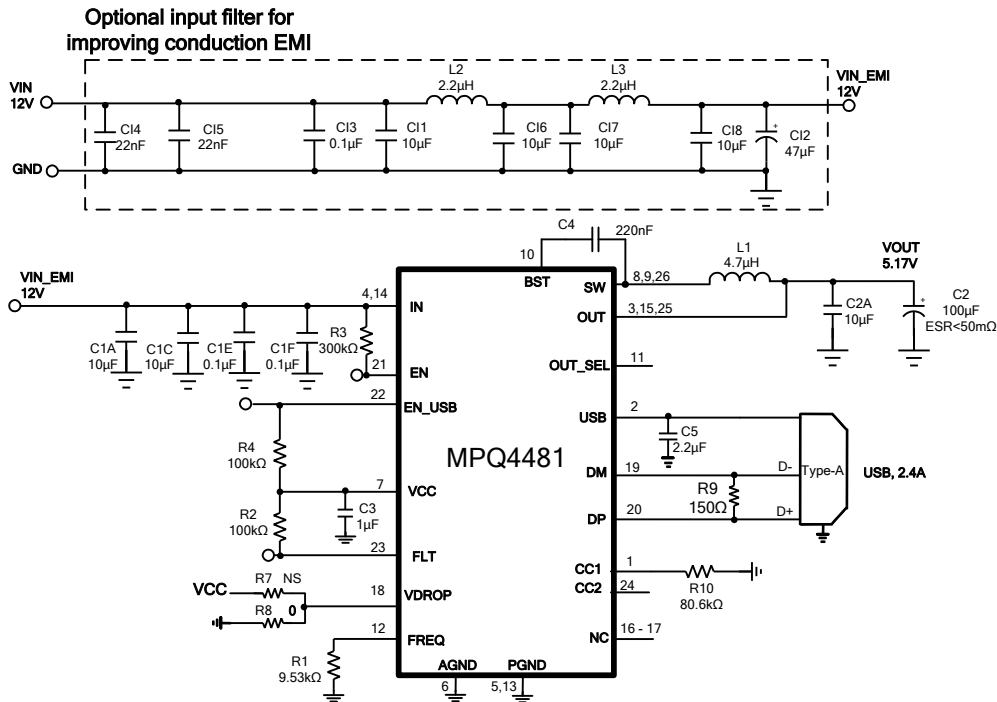 Optional input filter for
improving conduction EMI
VIN
12V
L2
2.2µH
L3
2.2µH
VIN_EMI
12V
CI4
22nF
CI5
22nF
CI3
0.1µF
CI1
10µF
CI6
10µF
CI7
10µF
CI8
10µF
+
CI2
47µF
GND
C4
220nF
10
BST
SW
8,9,26
L1
4.7µH
VOUT
5.17V
VIN_EMI
12V
4,14
IN
OUT
3,15,25
C2A
10µF
+
C2
100µF
ESR<50mΩ
C1A
10µF
C1C
10µF
C1E
0.1µF
C1F
0.1µF
R3
300kΩ
21
EN
OUT_SEL
11
22
EN_USB
USB
2
C5
2.2µF
R4
100kΩ
MPQ4481
DM
19
D-
Type-A
USB, 2.4A
7
VCC
C3
1µF
R9
150Ω
R2
100kΩ
DP
20
D+
23
FLT
CC1
1
R10
80.6kΩ
CC2
24
VCC
R7
NS
R8
0
18
VDROP
12
FREQ
NC
16 - 17
R1
9.53kΩ
AGND
PGND
6
5,13